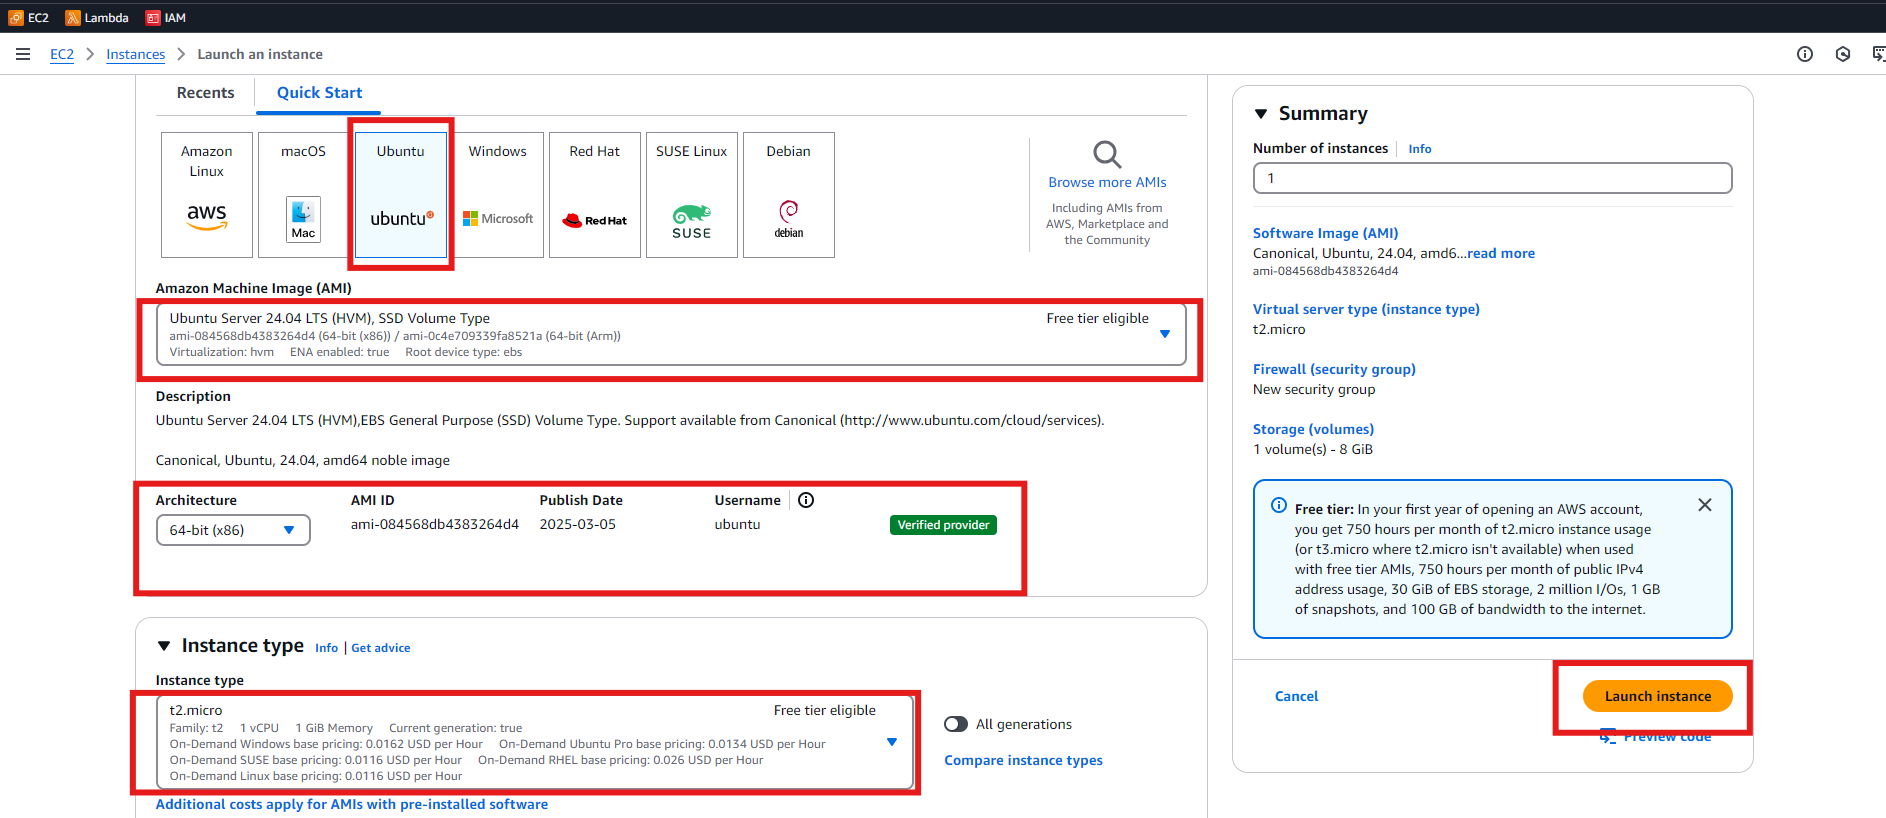 EC2 Lambda IAM
EC2 > Instances > Launch an instance
Recents Quick Start
Amazon Linux
aws
macOS
Mac
Ubuntu
ubuntu
Windows
Microsoft
Red Hat
Red Hat
SUSE Linux
SUSE
Debian
debian
Browse more AMIs
Including AMIs from
AWS, Marketplace and
the Community
Amazon Machine Image (AMI)
Ubuntu Server 24.04 LTS (HVM), SSD Volume Type Free tier eligible
ami-084568db4383264d4 (64-bit (x86)) / ami-0c4e709339fa8521a (64-bit (Arm))
Virtualization: hvm ENA enabled: true Root device type: ebs
Description
Ubuntu Server 24.04 LTS (HVM),EBS General Purpose (SSD) Volume Type. Support available from Canonical (http://www.ubuntu.com/cloud/services).
Canonical, Ubuntu, 24.04, amd64 noble image
Architecture AMI ID Publish Date Username
64-bit (x86) ami-084568db4383264d4 2025-03-05 ubuntu Verified provider
Instance type Info | Get advice
Instance type
t2.micro Free tier eligible
Family: t2 1 vCPU 1 GiB Memory Current generation: true
On-Demand Windows base pricing: 0.0162 USD per Hour On-Demand Ubuntu Pro base pricing: 0.0134 USD per Hour
On-Demand SUSE base pricing: 0.0116 USD per Hour On-Demand RHEL base pricing: 0.026 USD per Hour
On-Demand Linux base pricing: 0.0116 USD per Hour
All generations
Compare instance types
Additional costs apply for AMIs with pre-installed software
Summary
Number of instances Info
1
Software Image (AMI)
Canonical, Ubuntu, 24.04, amd6...read more
ami-084568db4383264d4
Virtual server type (instance type)
t2.micro
Firewall (security group)
New security group
Storage (volumes)
1 volume(s) - 8 GiB
Free tier: In your first year of opening an AWS account,
you get 750 hours per month of t2.micro instance usage
(or t3.micro where t2.micro isn't available) when used
with free tier AMIs, 750 hours per month of public IPv4
address usage, 30 GiB of EBS storage, 2 million I/Os, 1 GB
of snapshots, and 100 GB of bandwidth to the internet.
Cancel Launch instance
Preview code